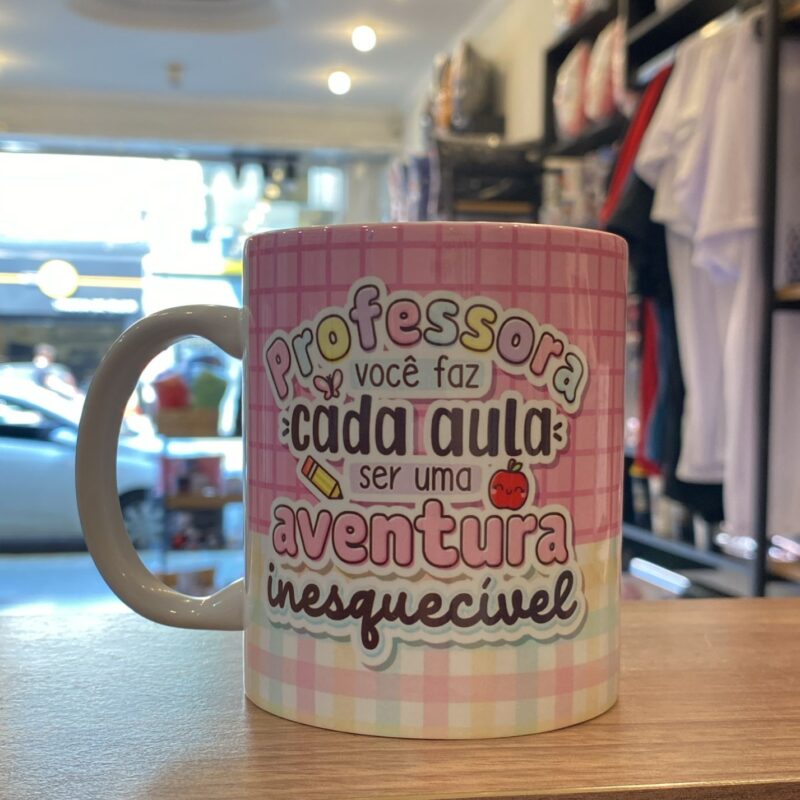 Professora
você faz
cada aula
ser uma
aventura
inesquecível